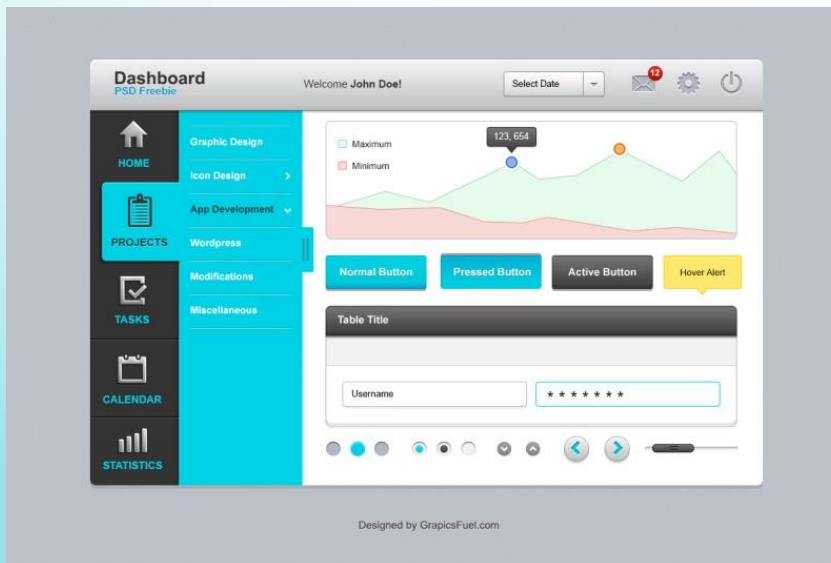 Dashboard
PSD Freebie
Welcome John Doe!
Select Date
12
HOME
PROJECTS
TASKS
CALENDAR
STATISTICS
Graphic Design
Icon Design
App Development
Wordpress
Modifications
Miscellaneous
Maximum
Minimum
123, 654
Normal Button
Pressed Button
Active Button
Hover Alert
Table Title
Username
* * * * * * *
Designed by GrapicsFuel.com